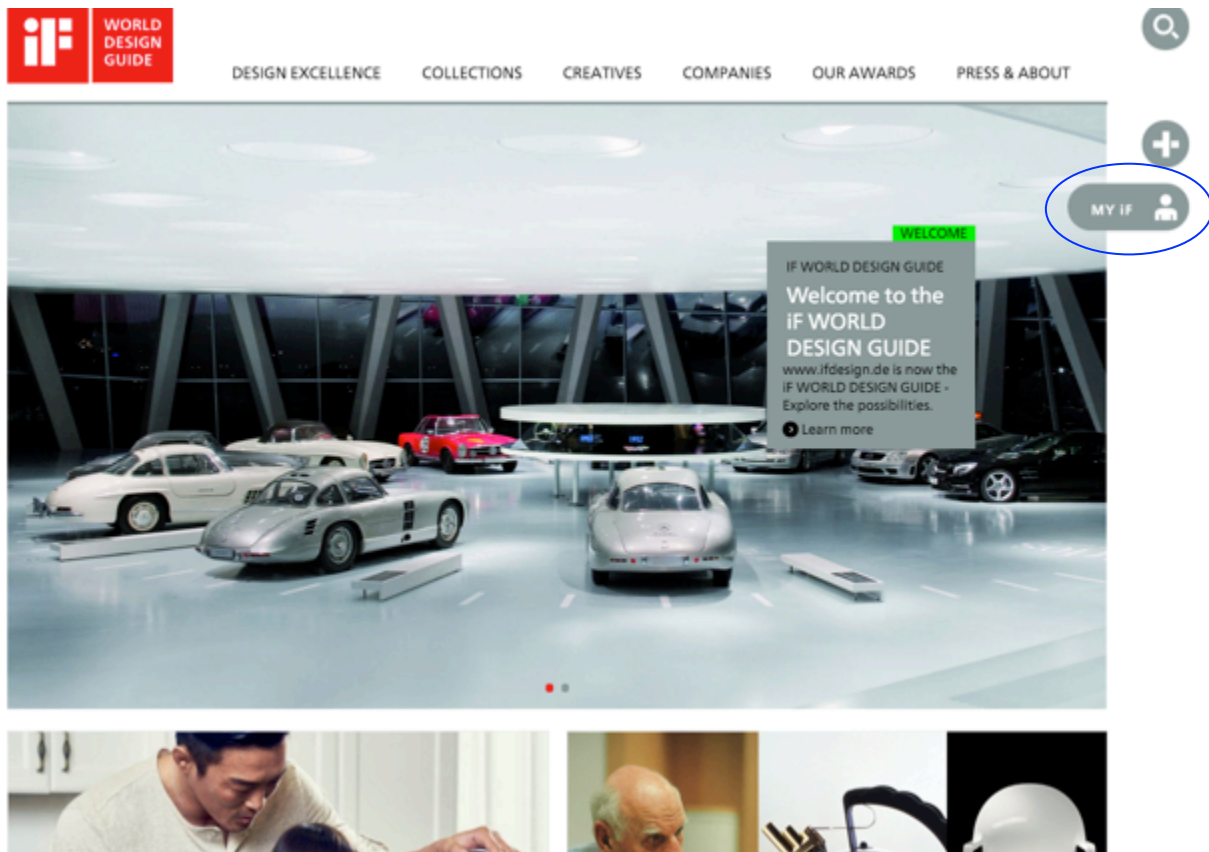 iF
WORLD
DESIGN
GUIDE
DESIGN EXCELLENCE COLLECTIONS CREATIVES COMPANIES OUR AWARDS PRESS & ABOUT
MY iF
WELCOME
IF WORLD DESIGN GUIDE
Welcome to the
iF WORLD
DESIGN GUIDE
www.ifdesign.de is now the
iF WORLD DESIGN GUIDE -
Explore the possibilities.
Learn more